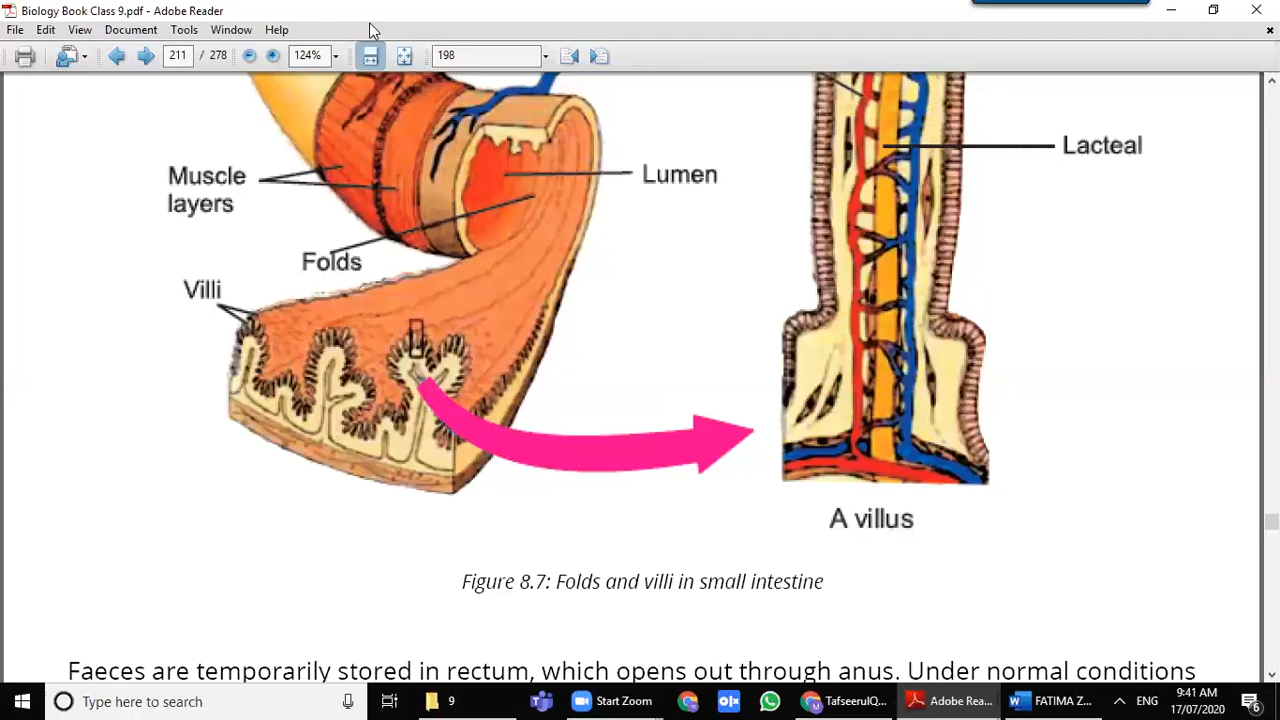 Biology Book Class 9.pdf - Adobe Reader
File Edit View Document Tools Window Help
211 / 278 124% 198
Muscle
layers
Lumen
Lacteal
Folds
Villi
A villus
Figure 8.7: Folds and villi in small intestine
Faeces are temporarily stored in rectum, which opens out through anus. Under normal conditions
Type here to search
9
Start Zoom
TafseerulQ...
Adobe Rea...
FATIMA Z...
ENG
9:41 AM
17/07/2020
6